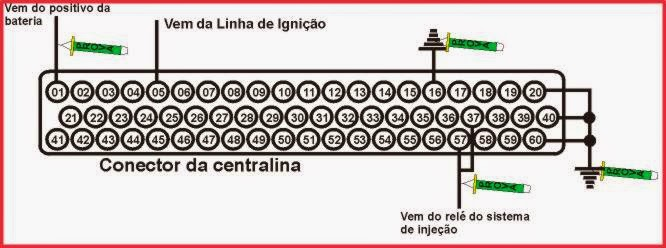 Vem do positivo da
bateria
Vem da Linha de Ignição
PROVA
PROVA
01 02 03 04 05 06 07 08 09 10 11 12 13 14 15 16 17 18 19 20
21 22 23 24 25 26 27 28 29 30 31 32 33 34 35 36 37 38 39 40
41 42 43 44 45 46 47 48 49 50 51 52 53 54 55 56 57 58 59 60
Conector da centralina
PROVA
PROVA
Vem do relé do sistema
de injeção